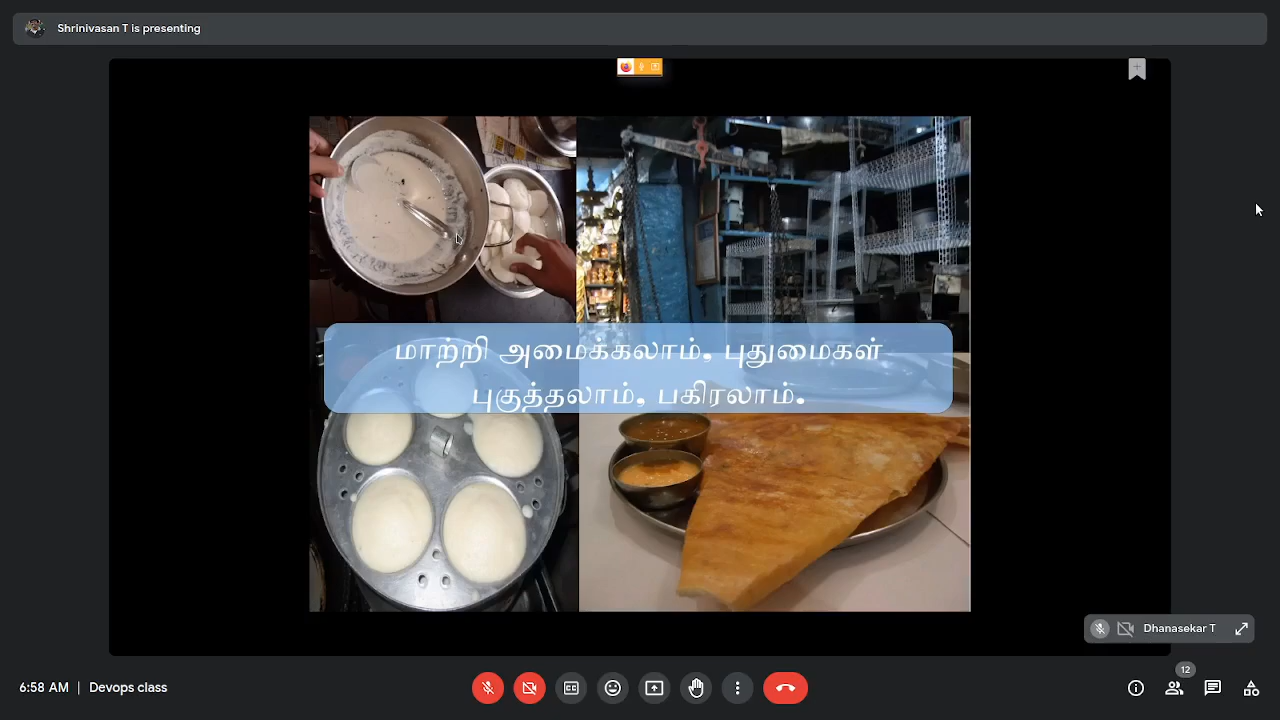 Shrinivasan T is presenting
மாற்றி அமைக்கலாம், புதுமைகள்
புகுத்தலாம், பகிரலாம்.
Dhanasekar T
12
6:58 AM | Devops class